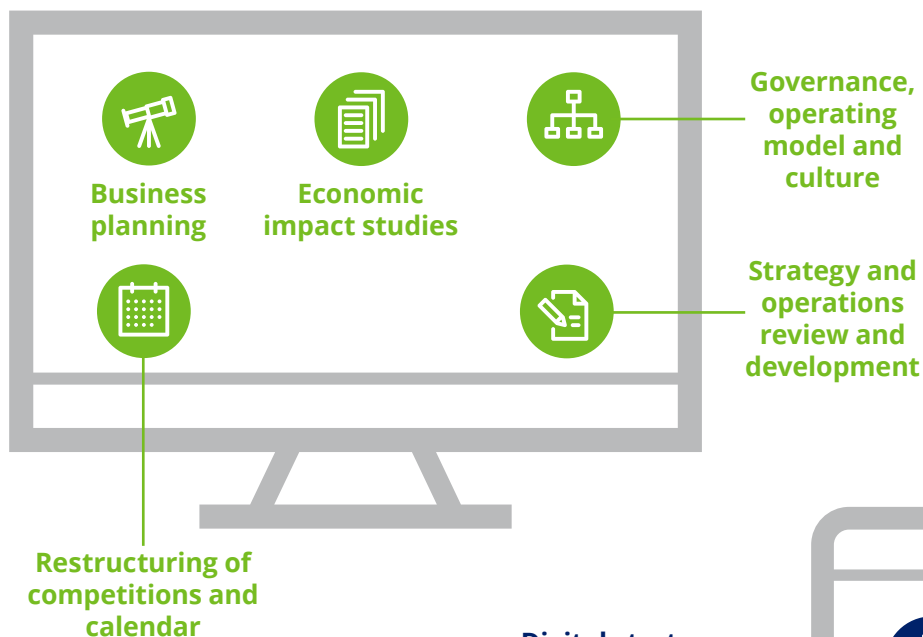 Governance,
operating
model and
culture
Business
planning
Economic
impact studies
Strategy and
operations
review and
development
Restructuring of
competitions and
calendar